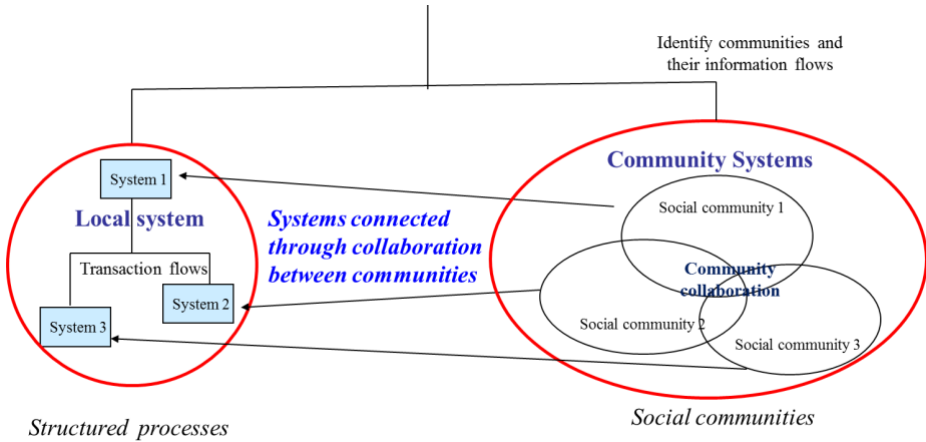 Identify communities and
their information flows
System 1
Local system
Transaction flows
System 2
System 3
Structured processes
Systems connected
through collaboration
between communities
Community Systems
Social community 1
Community
collaboration
Social community 2
Social community 3
Social communities